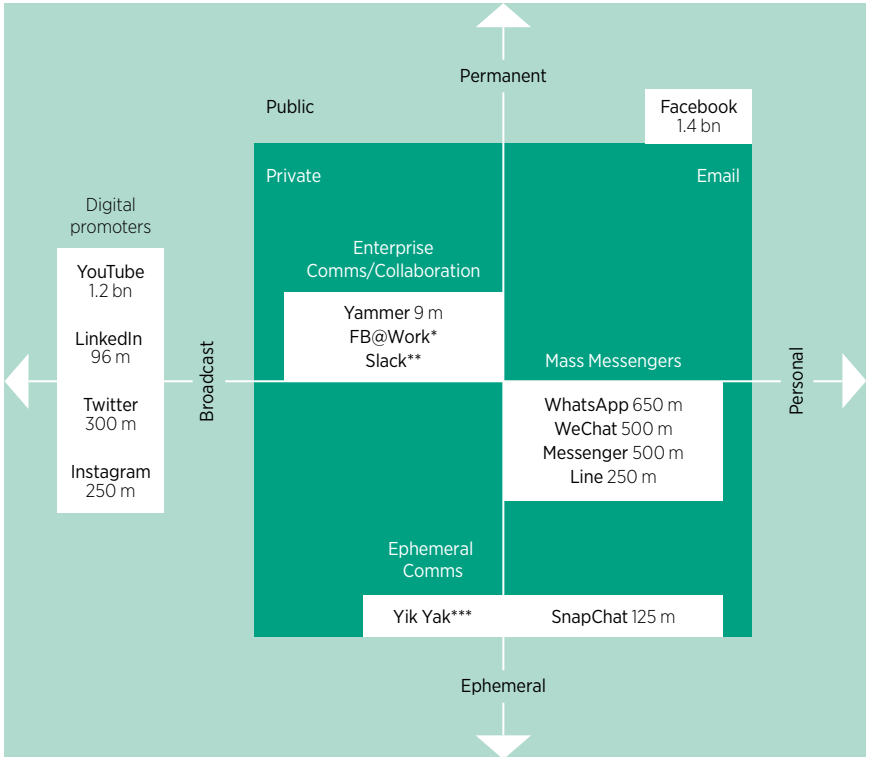 Permanent
Public
Facebook
1.4 bn
Private
Email
Digital
promoters
YouTube
1.2 bn
LinkedIn
96 m
Twitter
300 m
Instagram
250 m
Broadcast
Enterprise
Comms/Collaboration
Yammer 9 m
FB@Work*
Slack**
Mass Messengers
WhatsApp 650 m
WeChat 500 m
Messenger 500 m
Line 250 m
Personal
Ephemeral
Comms
Yik Yak***
SnapChat 125 m
Ephemeral